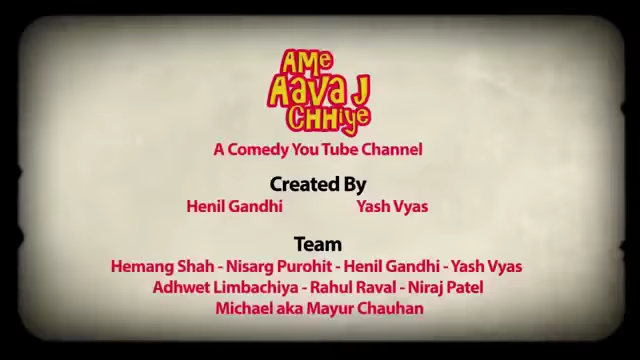 AMe
Aava J
CHHiye
A Comedy You Tube Channel
Created By
Henil Gandhi Yash Vyas
Team
Hemang Shah - Nisarg Purohit - Henil Gandhi - Yash Vyas
Adhwet Limbachiya - Rahul Raval - Niraj Patel
Michael aka Mayur Chauhan